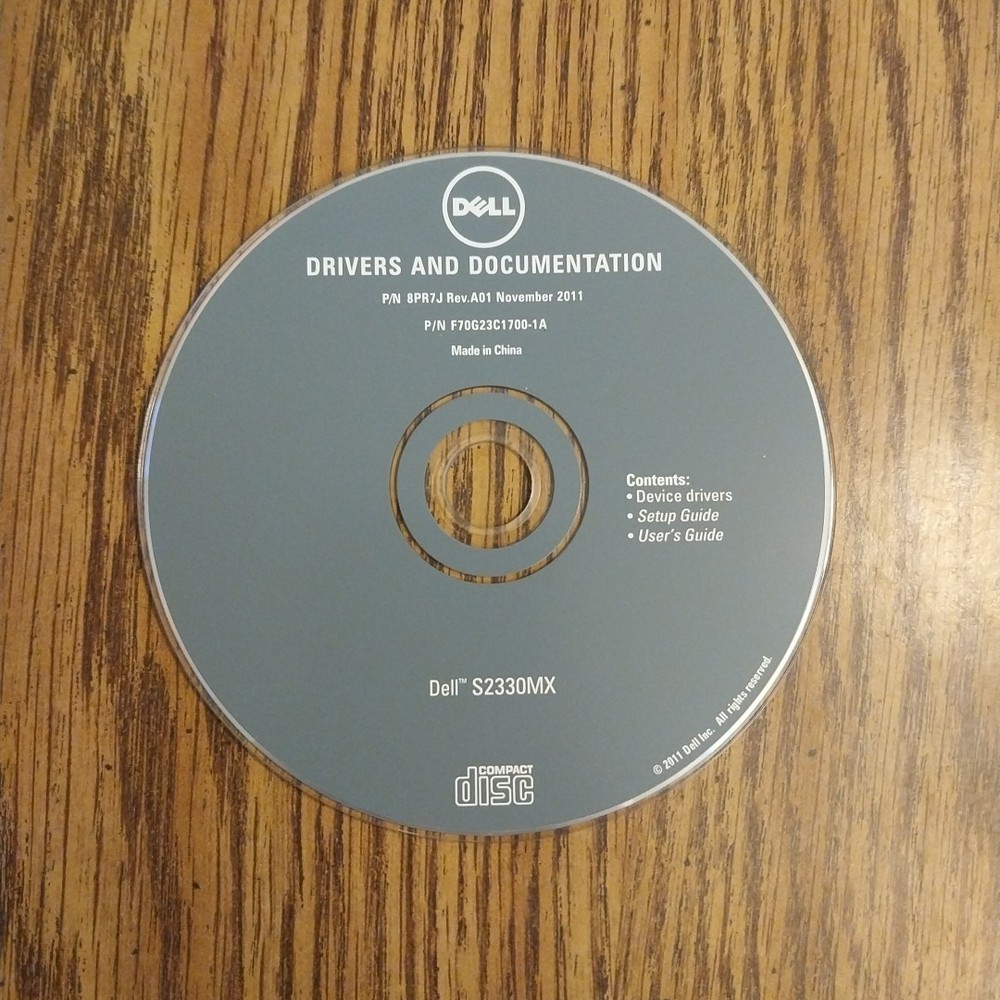 DELL
DRIVERS AND DOCUMENTATION
P/N 8PR7J Rev.A01 November 2011
P/N F70G23C1700-1A
Made in China
Contents:
• Device drivers
• Setup Guide
• User's Guide
Dell™ S2330MX
© 2011 Dell Inc. All rights reserved.
COMPACT
disc